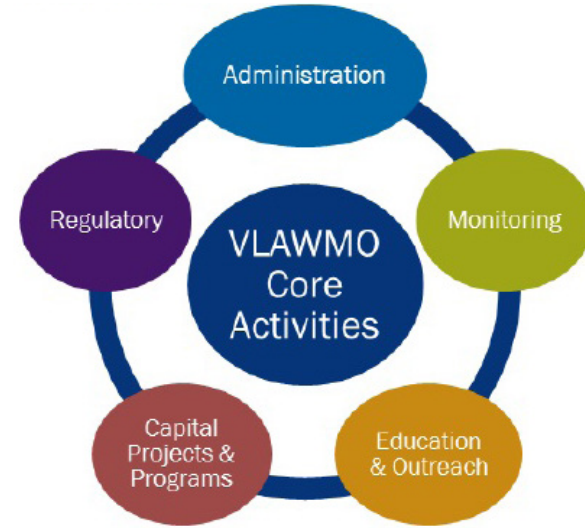 Administration
Regulatory
Monitoring
VLAWMO
Core
Activities
Capital
Projects &
Programs
Education
& Outreach